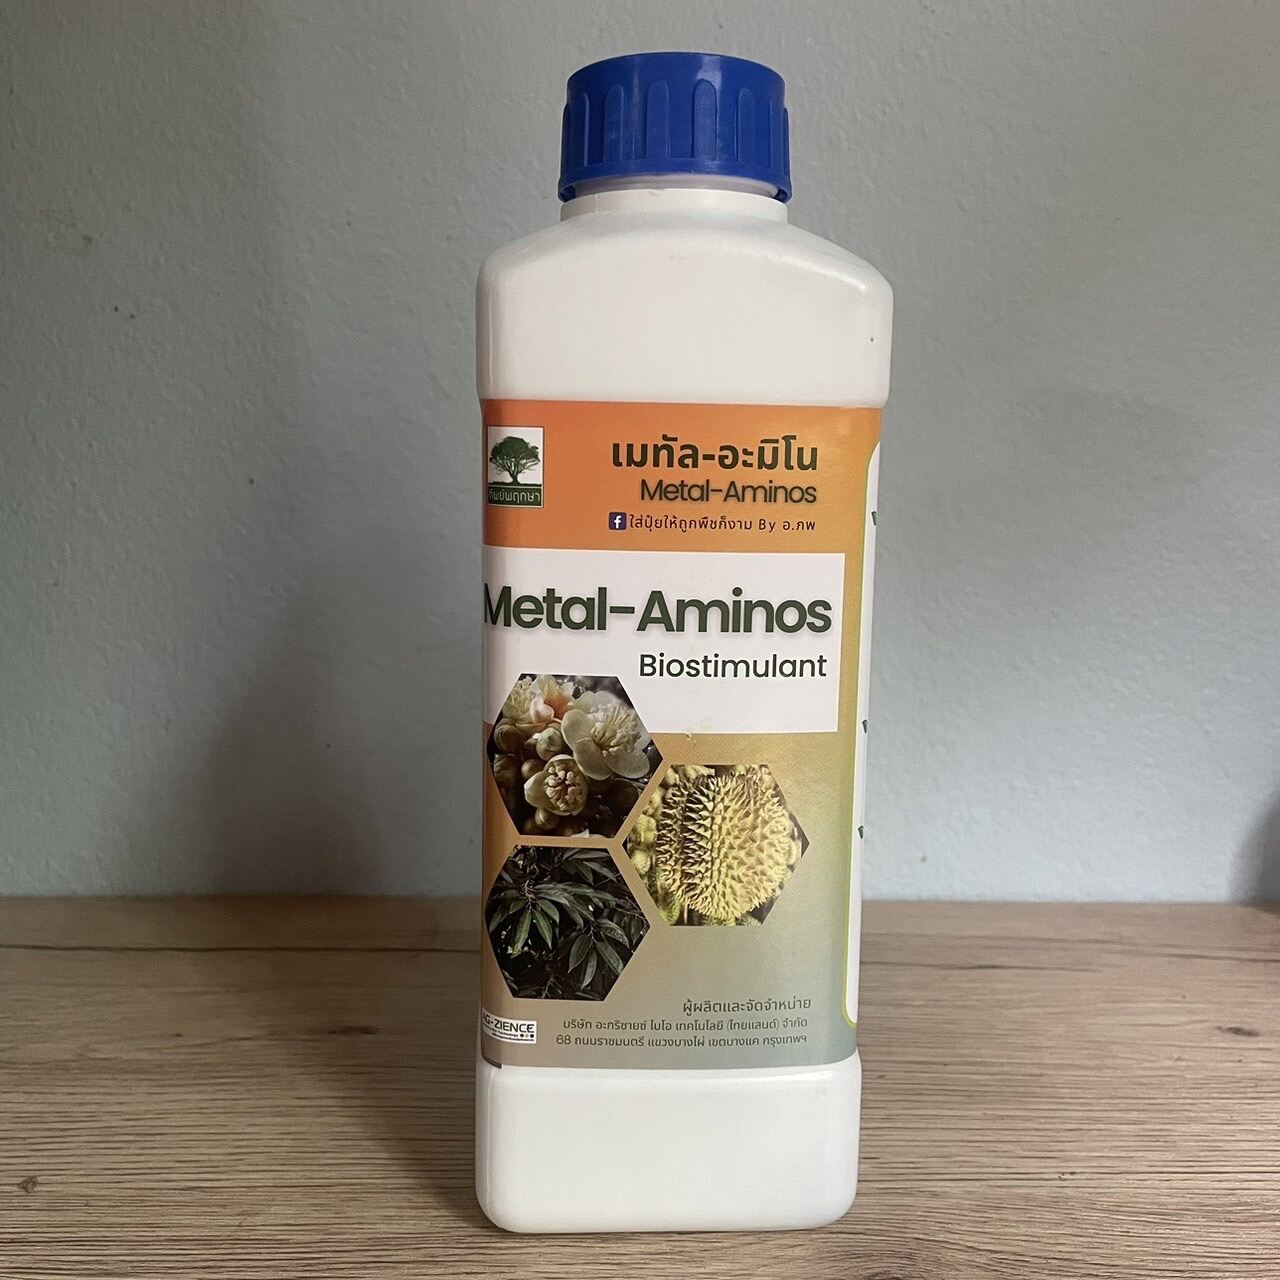 ทิพย์พฤกษา
เมทัล-อะมิโน
Metal-Aminos
ใส่ปุ๋ยให้ถูกพืชก็งาม By อ.ภพ
Metal-Aminos
Biostimulant
ผู้ผลิตและจัดจำหน่าย
บริษัท อะกริซายซ์ ไบโอ เทคโนโลยี (ไทยแลนด์) จำกัด
68 ถนนราชมนตรี แขวงบางไผ่ เขตบางแค กรุงเทพฯ
AG-ZIENCE